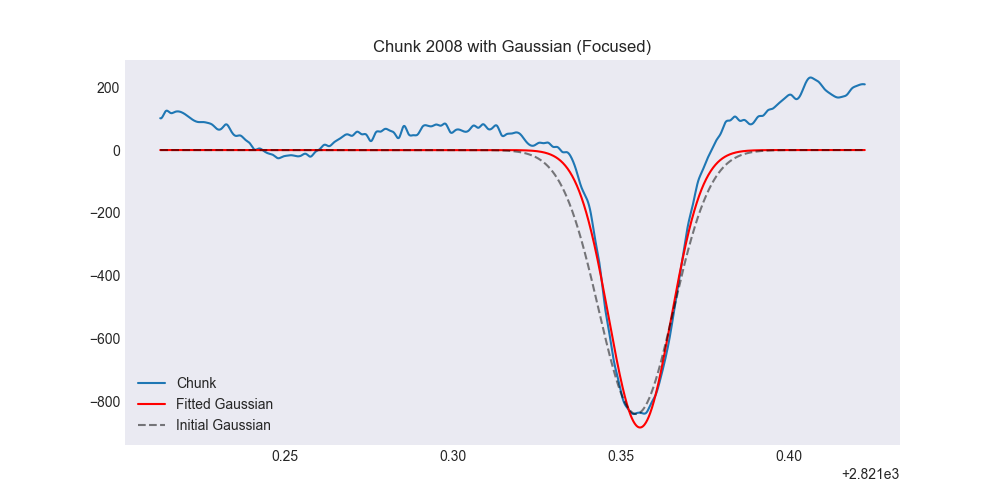 Chunk 2008 with Gaussian (Focused)
200
0
−200
−400
−600
−800
Chunk
Fitted Gaussian
Initial Gaussian
0.25 0.30 0.35 0.40
+2.821e3